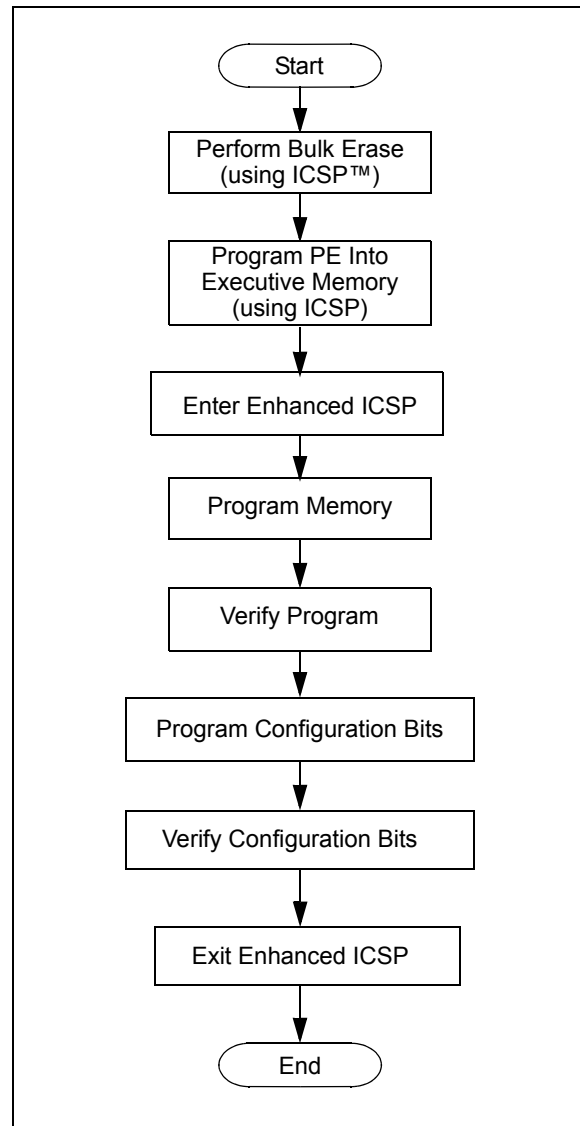 Start
Perform Bulk Erase
(using ICSP™)
Program PE Into
Executive Memory
(using ICSP)
Enter Enhanced ICSP
Program Memory
Verify Program
Program Configuration Bits
Verify Configuration Bits
Exit Enhanced ICSP
End